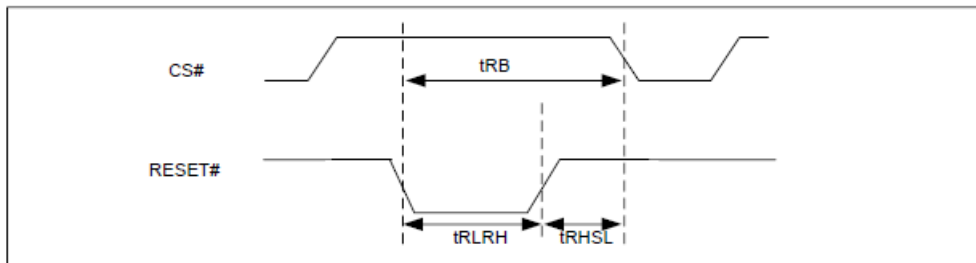 CS#
tRB
RESET#
tRLRH
tRHSL